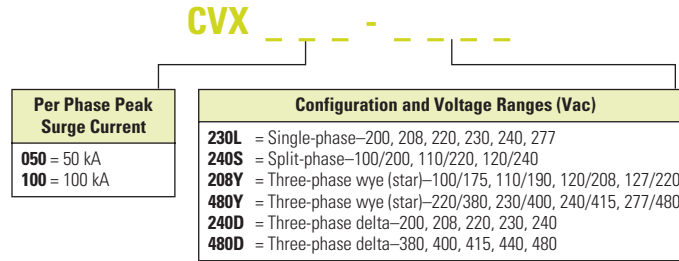 CVX _ _ _ - _ _ _ _
Per Phase Peak
Surge Current
050 = 50 kA
100 = 100 kA
Configuration and Voltage Ranges (Vac)
230L = Single-phase–200, 208, 220, 230, 240, 277
240S = Split-phase–100/200, 110/220, 120/240
208Y = Three-phase wye (star)–100/175, 110/190, 120/208, 127/220
480Y = Three-phase wye (star)–220/380, 230/400, 240/415, 277/480
240D = Three-phase delta–200, 208, 220, 230, 240
480D = Three-phase delta–380, 400, 415, 440, 480